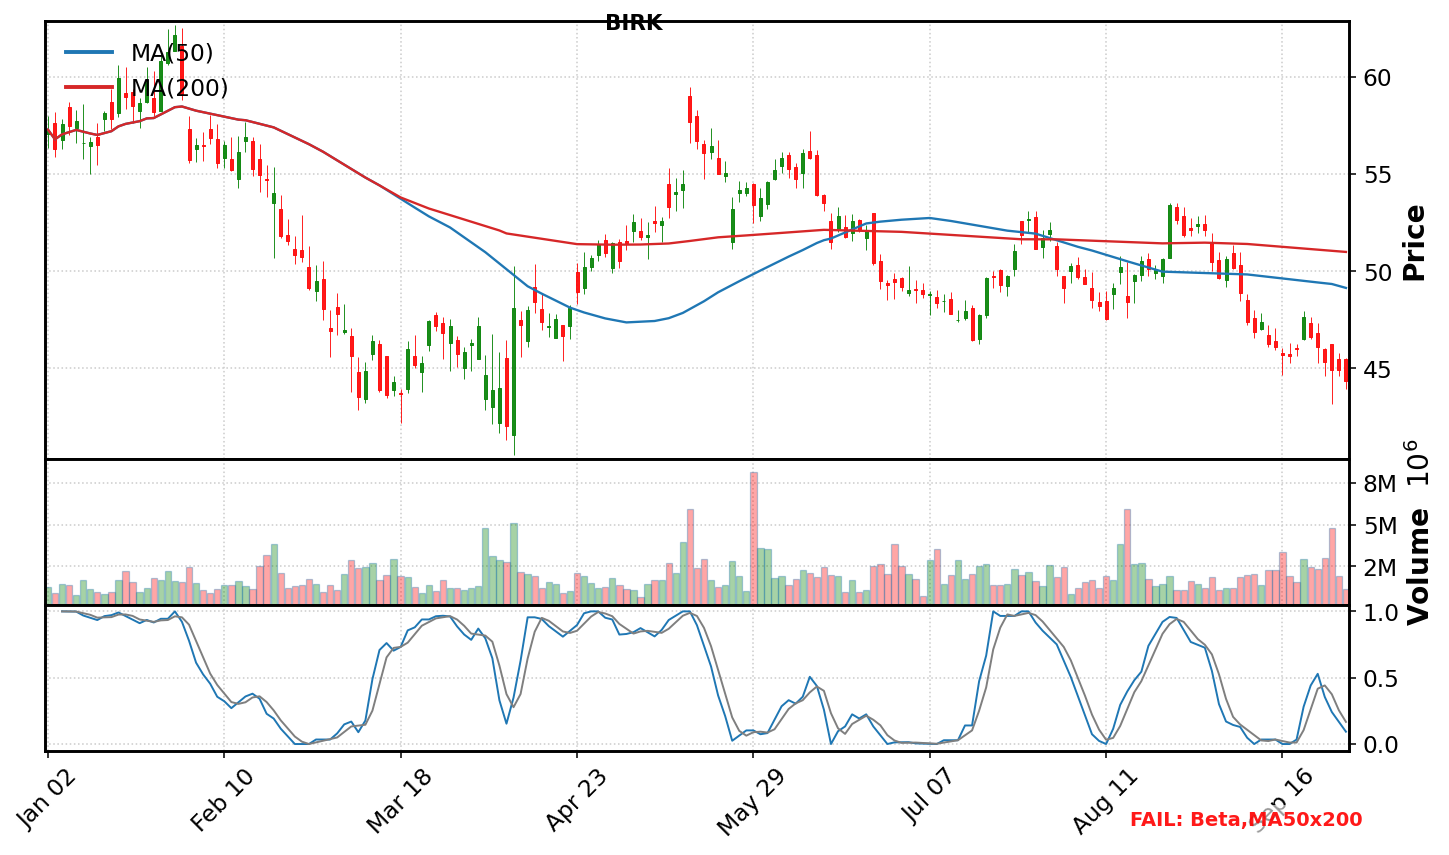 BIRK
MA(50)
MA(200)
60
55
50
45
Price
8M
5M
2M
Volume 10⁶
1.0
0.5
0.0
Jan 02
Feb 10
Mar 18
Apr 23
May 29
Jul 07
Aug 11
Sep 16
FAIL: Beta,MA50x200